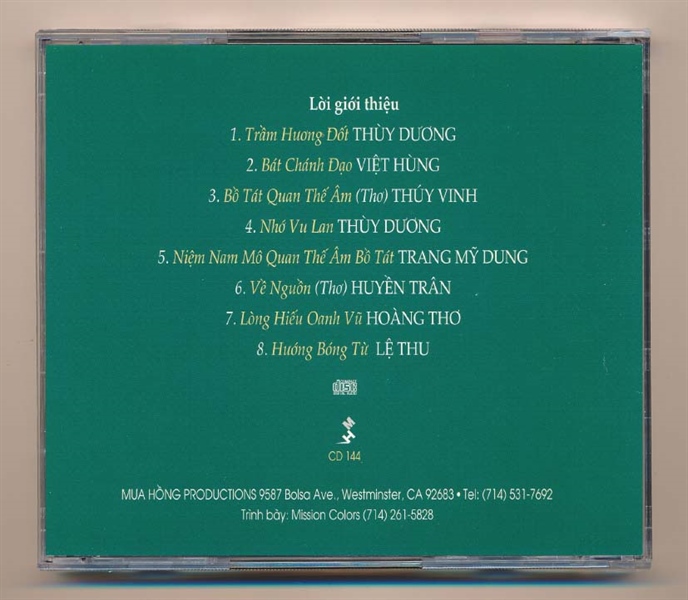 Lời giới thiệu
1. Trầm Hương Đốt THÙY DƯƠNG
2. Bát Chánh Đạo VIỆT HÙNG
3. Bồ Tát Quan Thế Âm (Thơ) THÚY VINH
4. Nhớ Vu Lan THÙY DƯƠNG
5. Niệm Nam Mô Quan Thế Âm Bồ Tát TRANG MỸ DUNG
6. Về Nguồn (Thơ) HUYỀN TRÂN
7. Lòng Hiếu Oanh Vũ HOÀNG THƠ
8. Hướng Bóng Từ LỆ THU
disc
HM
CD 144
MUA HỒNG PRODUCTIONS 9587 Bolsa Ave., Westminster, CA 92683 • Tel: (714) 531-7692
Trình bày: Mission Colors (714) 261-5828